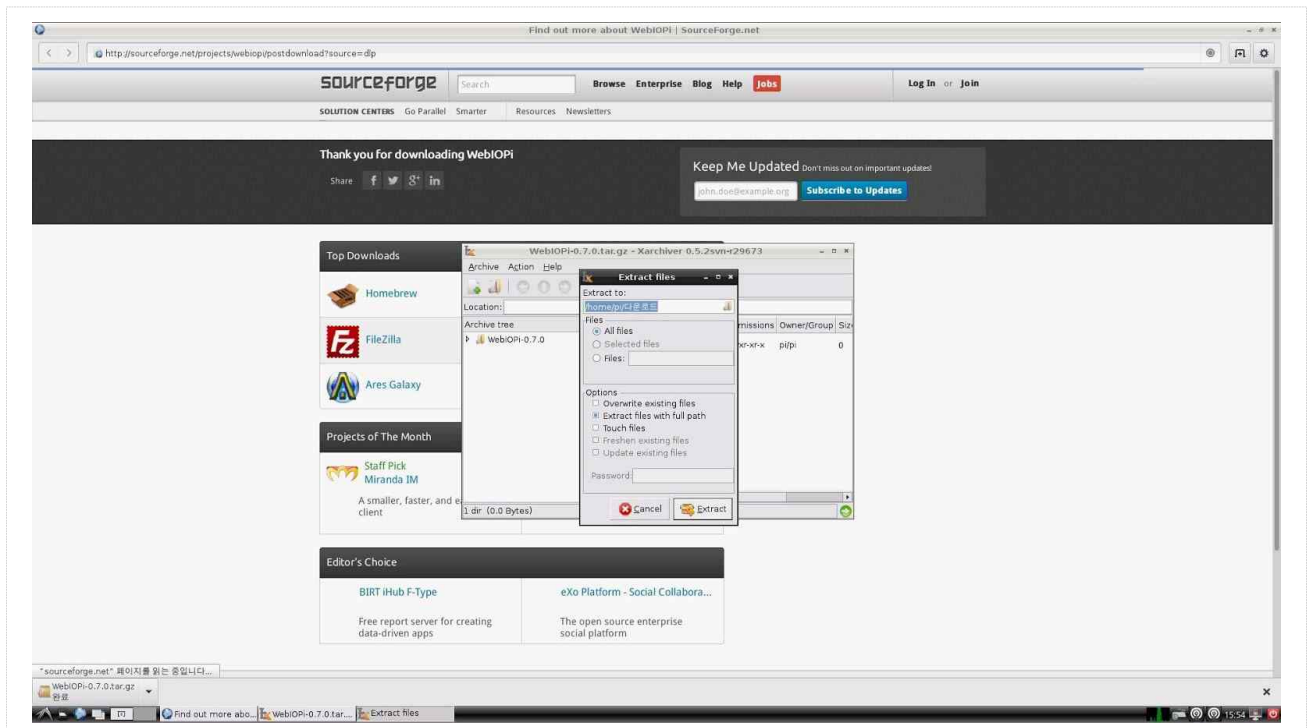 Find out more about WebIOPi | SourceForge.net
http://sourceforge.net/projects/webiopi/postdownload?source=dlp
sourceforge Search Browse Enterprise Blog Help Jobs Log In or Join
SOLUTION CENTERS Go Parallel Smarter Resources Newsletters
Thank you for downloading WebIOPi
Share
Keep Me Updated Don't miss out on important updates!
john.doe@example.org Subscribe to Updates
Top Downloads
Homebrew
FileZilla
Ares Galaxy
Projects of The Month
Staff Pick
Miranda IM
A smaller, faster, and
client
WebIOPi-0.7.0.tar.gz - Xarchiver 0.5.2svn-r29673
Archive Action Help
Location:
Archive tree
WebIOPi-0.7.0
missions Owner/Group Siz
xr-xr-x pi/pi 0
1 dir (0.0 Bytes)
Extract files
Extract to:
/home/pi/다운로드
Files
All files
Selected files
Files:
Options
Overwrite existing files
Extract files with full path
Touch files
Freshen existing files
Update existing files
Password:
Cancel Extract
Editor's Choice
BIRT iHub F-Type
Free report server for creating
data-driven apps
eXo Platform - Social Collabora...
The open source enterprise
social platform
"sourceforge.net" 페이지를 읽는 중입니다...
WebIOPi-0.7.0.tar.gz
완료
Find out more abo... WebIOPi-0.7.0.tar.... Extract files 15:54